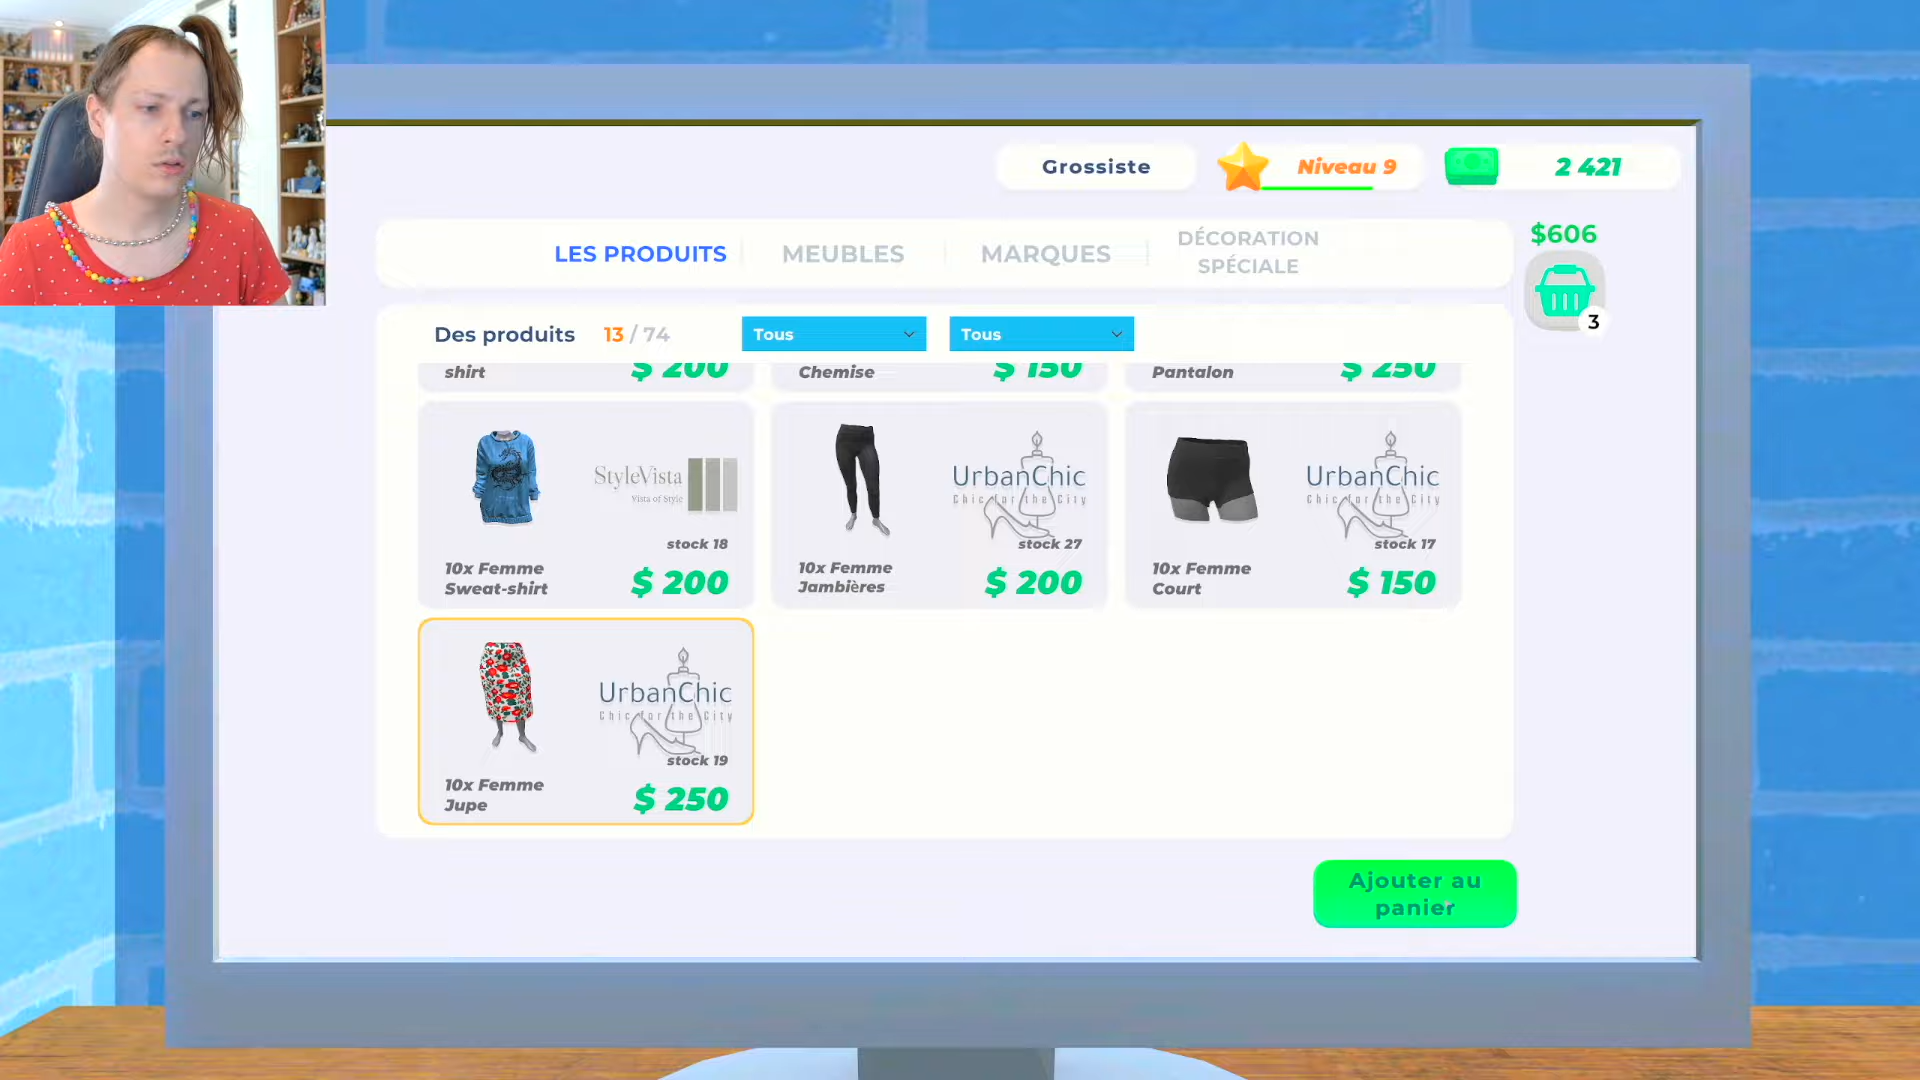 Grossiste
Niveau 9
2 421
LES PRODUITS
MEUBLES
MARQUES
DÉCORATION
SPÉCIALE
$606
3
Des produits 13 / 74
Tous
Tous
shirt
$ 200
Chemise
$ 150
Pantalon
$ 250
StyleVista
Vista of Style
stock 18
10x Femme
Sweat-shirt
$ 200
UrbanChic
Chic for the City
stock 27
10x Femme
Jambières
$ 200
UrbanChic
Chic for the City
stock 17
10x Femme
Court
$ 150
UrbanChic
Chic for the City
stock 19
10x Femme
Jupe
$ 250
Ajouter au
panier